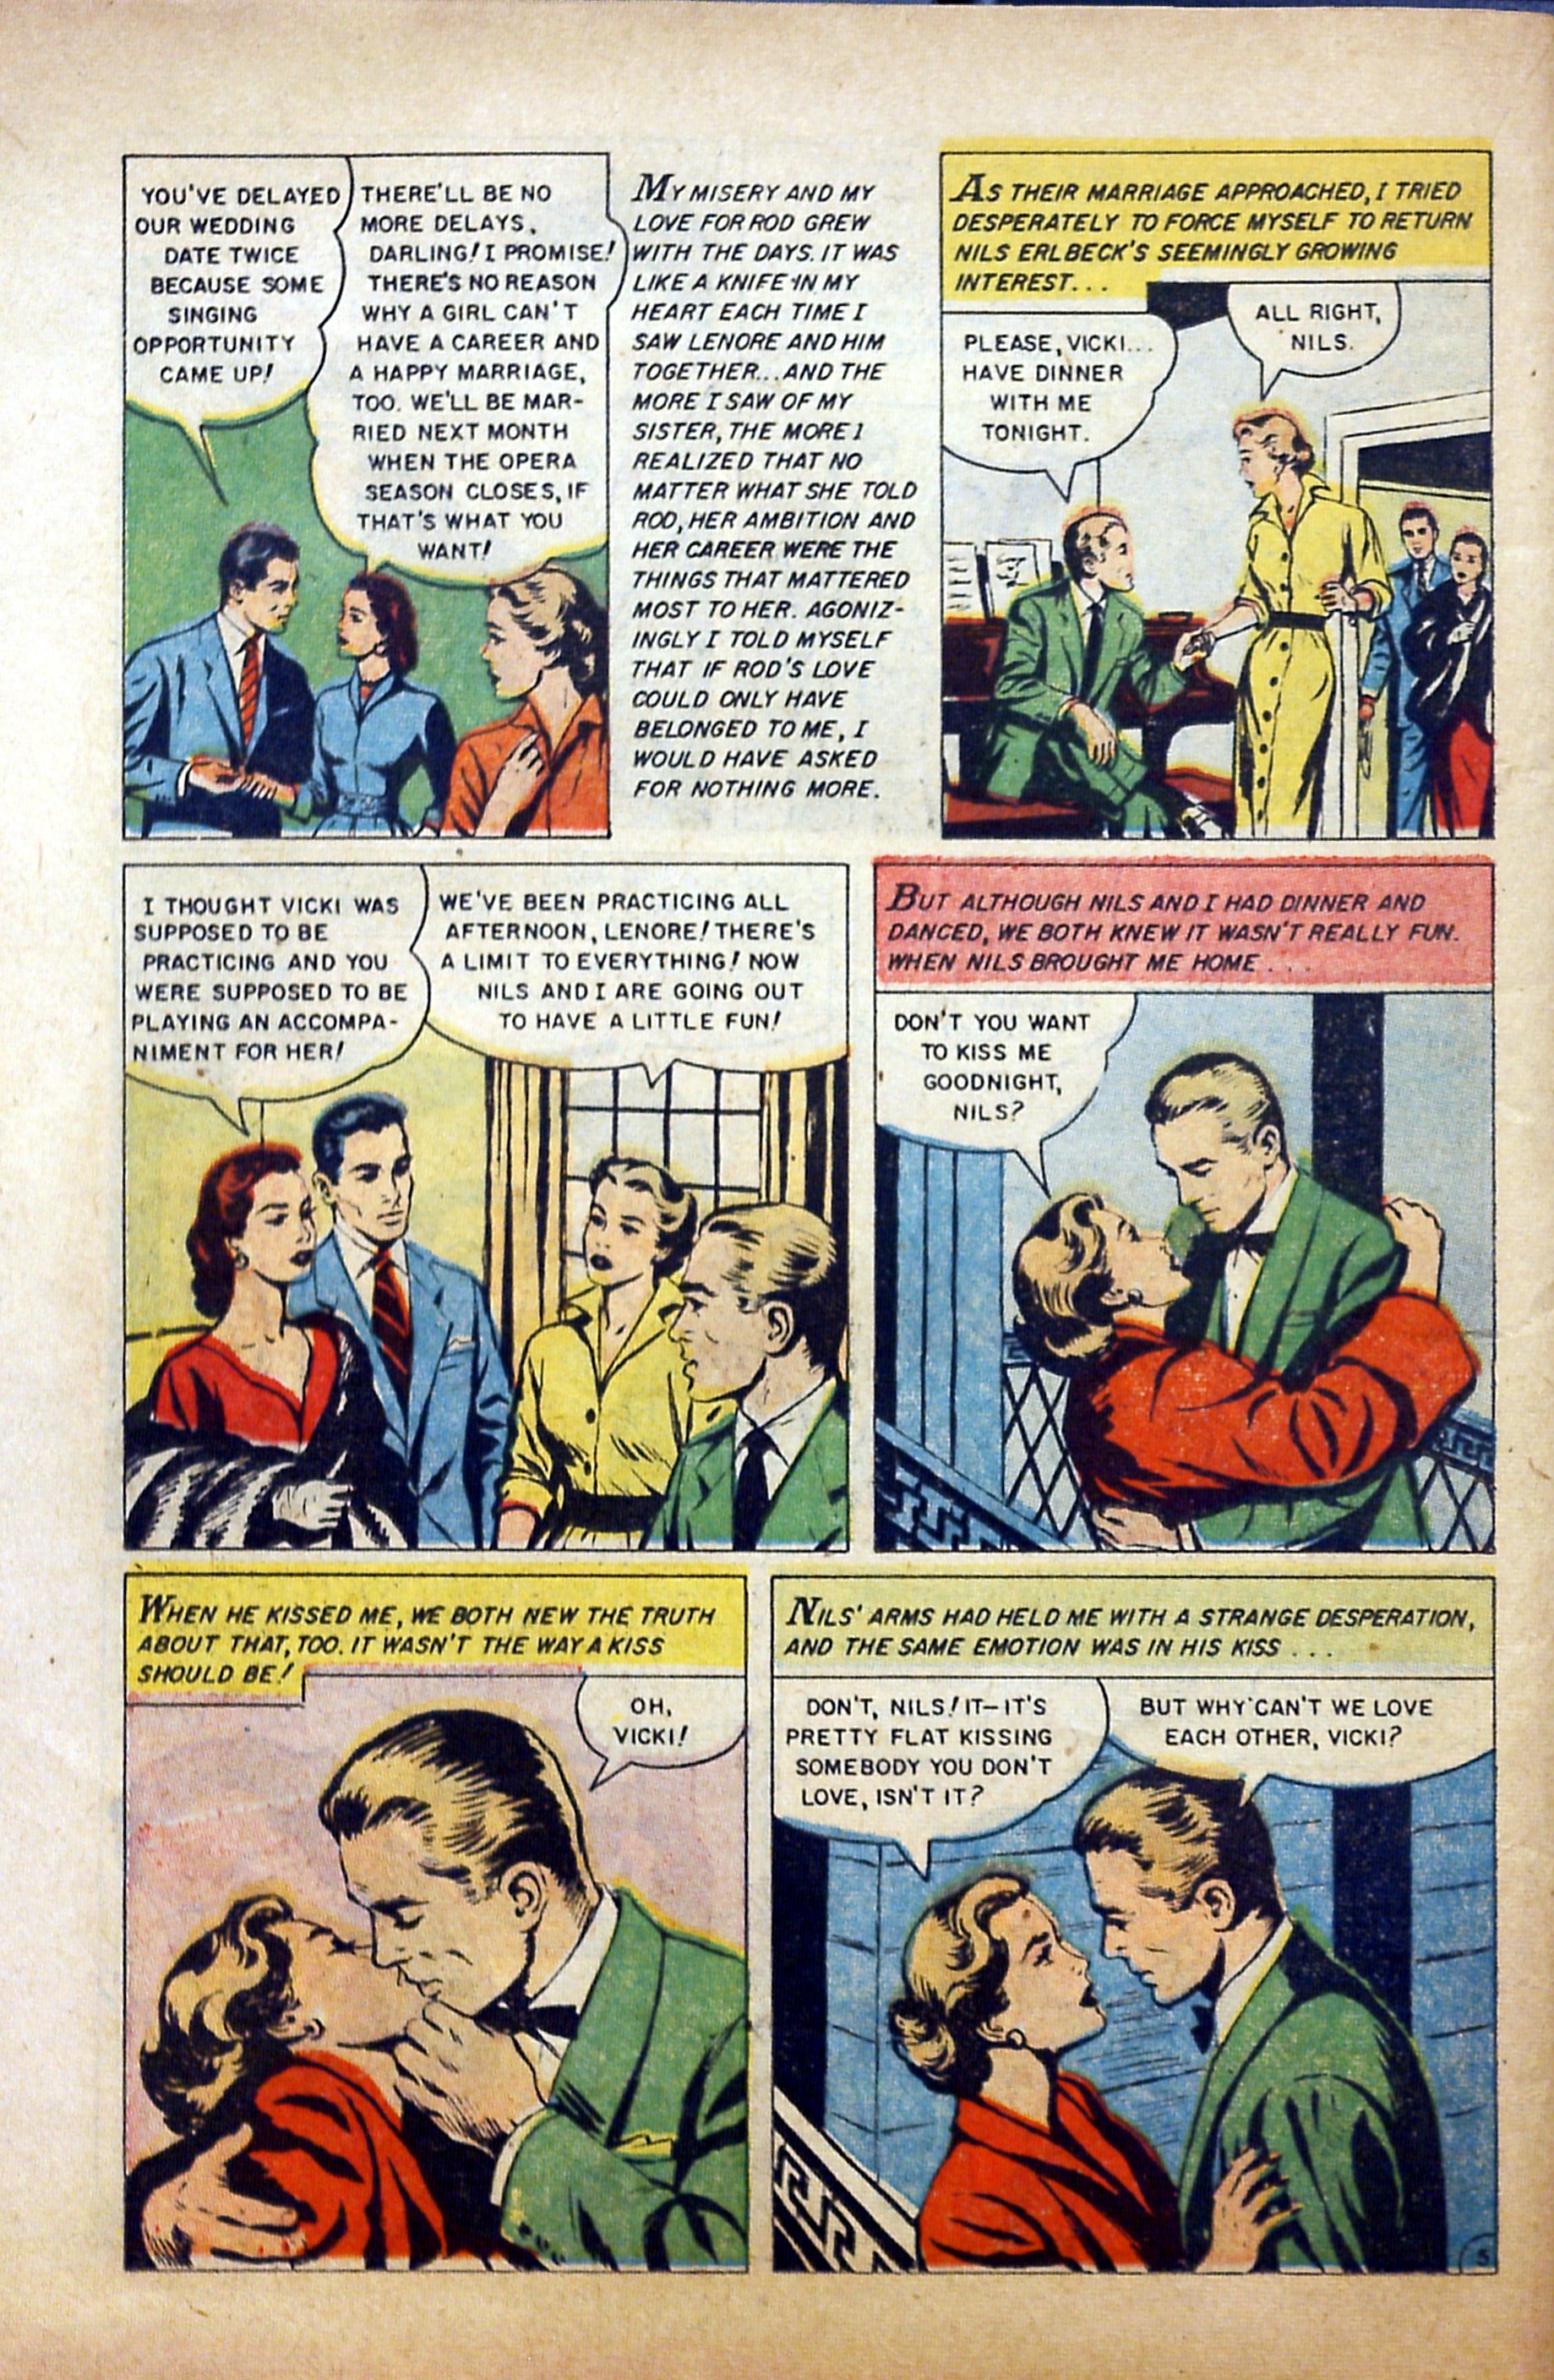 YOU'VE DELAYED
OUR WEDDING
DATE TWICE
BECAUSE SOME
SINGING
OPPORTUNITY
CAME UP!
THERE'LL BE NO
MORE DELAYS,
DARLING! I PROMISE!
THERE'S NO REASON
WHY A GIRL CAN'T
HAVE A CAREER AND
A HAPPY MARRIAGE,
TOO. WE'LL BE MAR-
RIED NEXT MONTH
WHEN THE OPERA
SEASON CLOSES, IF
THAT'S WHAT YOU
WANT!
MY MISERY AND MY
LOVE FOR ROD GREW
WITH THE DAYS. IT WAS
LIKE A KNIFE IN MY
HEART EACH TIME I
SAW LENORE AND HIM
TOGETHER...AND THE
MORE I SAW OF MY
SISTER, THE MORE I
REALIZED THAT NO
MATTER WHAT SHE TOLD
ROD, HER AMBITION AND
HER CAREER WERE THE
THINGS THAT MATTERED
MOST TO HER. AGONIZ-
INGLY I TOLD MYSELF
THAT IF ROD'S LOVE
COULD ONLY HAVE
BELONGED TO ME, I
WOULD HAVE ASKED
FOR NOTHING MORE.
AS THEIR MARRIAGE APPROACHED, I TRIED
DESPERATELY TO FORCE MYSELF TO RETURN
NILS ERLBECK'S SEEMINGLY GROWING
INTEREST...
PLEASE, VICKI...
HAVE DINNER
WITH ME
TONIGHT.
ALL RIGHT,
NILS.
I THOUGHT VICKI WAS
SUPPOSED TO BE
PRACTICING AND YOU
WERE SUPPOSED TO BE
PLAYING AN ACCOMPA-
NIMENT FOR HER!
WE'VE BEEN PRACTICING ALL
AFTERNOON, LENORE! THERE'S
A LIMIT TO EVERYTHING! NOW
NILS AND I ARE GOING OUT
TO HAVE A LITTLE FUN!
BUT ALTHOUGH NILS AND I HAD DINNER AND
DANCED, WE BOTH KNEW IT WASN'T REALLY FUN.
WHEN NILS BROUGHT ME HOME...
DON'T YOU WANT
TO KISS ME
GOODNIGHT,
NILS?
WHEN HE KISSED ME, WE BOTH NEW THE TRUTH
ABOUT THAT, TOO. IT WASN'T THE WAY A KISS
SHOULD BE!
OH,
VICKI!
NILS' ARMS HAD HELD ME WITH A STRANGE DESPERATION,
AND THE SAME EMOTION WAS IN HIS KISS...
DON'T, NILS! IT—IT'S
PRETTY FLAT KISSING
SOMEBODY YOU DON'T
LOVE, ISN'T IT?
BUT WHY CAN'T WE LOVE
EACH OTHER, VICKI?
5